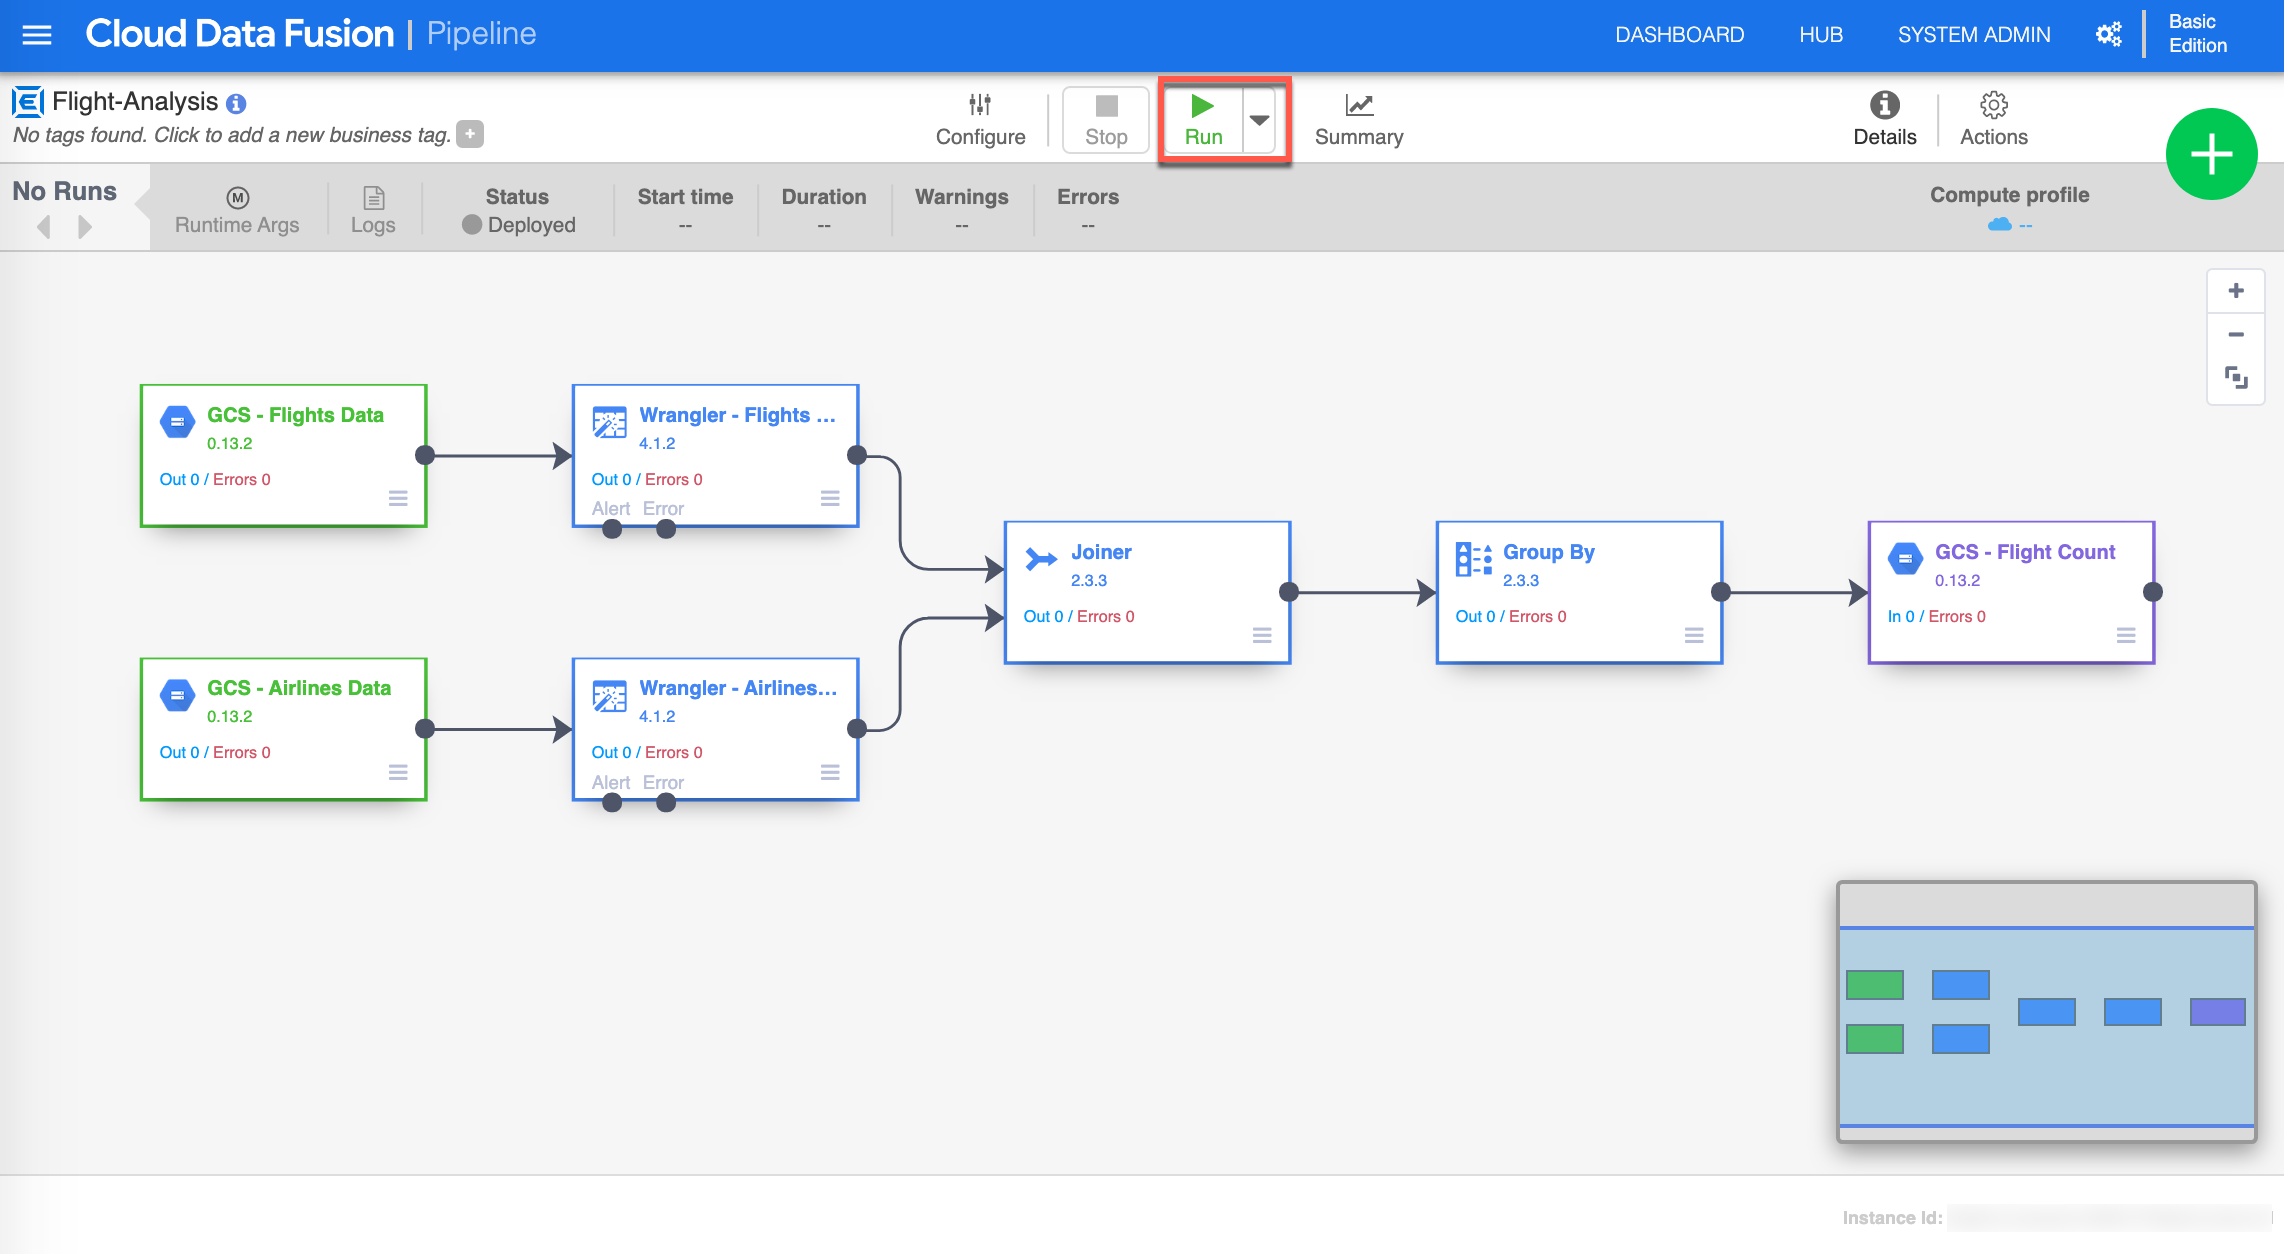 Cloud Data Fusion | Pipeline
DASHBOARD
HUB
SYSTEM ADMIN
Basic
Edition
Flight-Analysis
No tags found. Click to add a new business tag.
Configure
Stop
Run
Summary
Details
Actions
No Runs
M
Runtime Args
Logs
Status
Deployed
Start time
--
Duration
--
Warnings
--
Errors
--
Compute profile
--
GCS - Flights Data
0.13.2
Out 0 / Errors 0
Wrangler - Flights ...
4.1.2
Out 0 / Errors 0
Alert Error
Joiner
2.3.3
Out 0 / Errors 0
Group By
2.3.3
Out 0 / Errors 0
GCS - Flight Count
0.13.2
In 0 / Errors 0
GCS - Airlines Data
0.13.2
Out 0 / Errors 0
Wrangler - Airlines...
4.1.2
Out 0 / Errors 0
Alert Error
Instance Id: